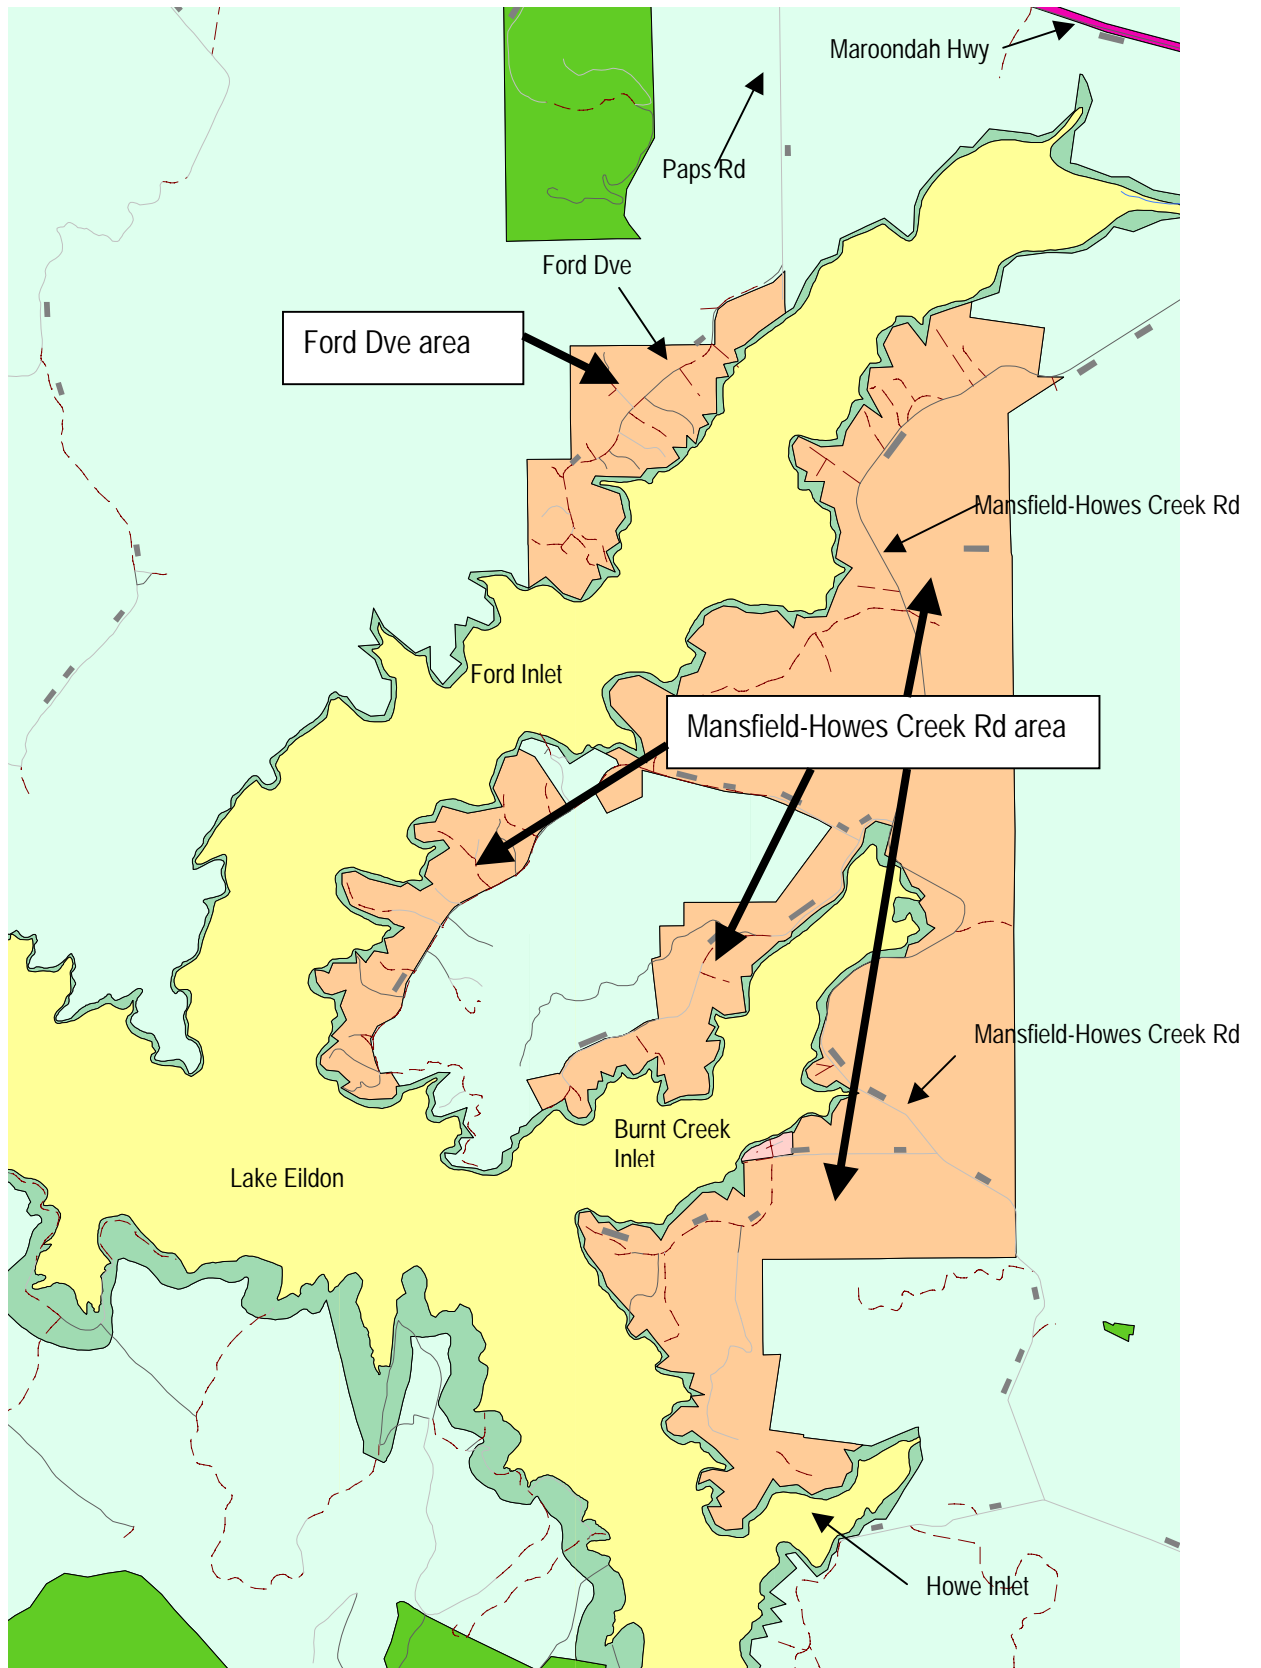 Maroondah Hwy
Paps Rd
Ford Dve
Ford Dve area
Mansfield-Howes Creek Rd
Ford Inlet
Mansfield-Howes Creek Rd area
Mansfield-Howes Creek Rd
Burnt Creek
Inlet
Lake Eildon
Howe Inlet